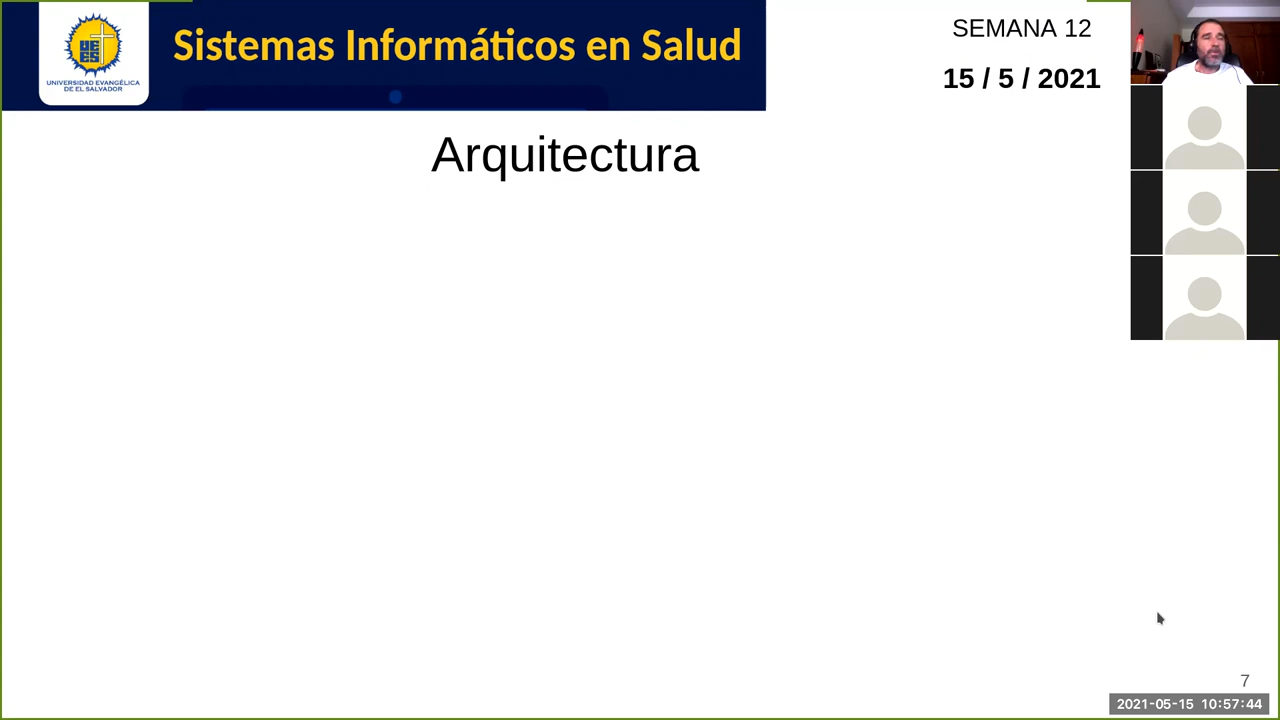 Sistemas Informáticos en Salud
UEES
UNIVERSIDAD EVANGÉLICA
DE EL SALVADOR
SEMANA 12
15 / 5 / 2021
Arquitectura
7
2021-05-15 10:57:44